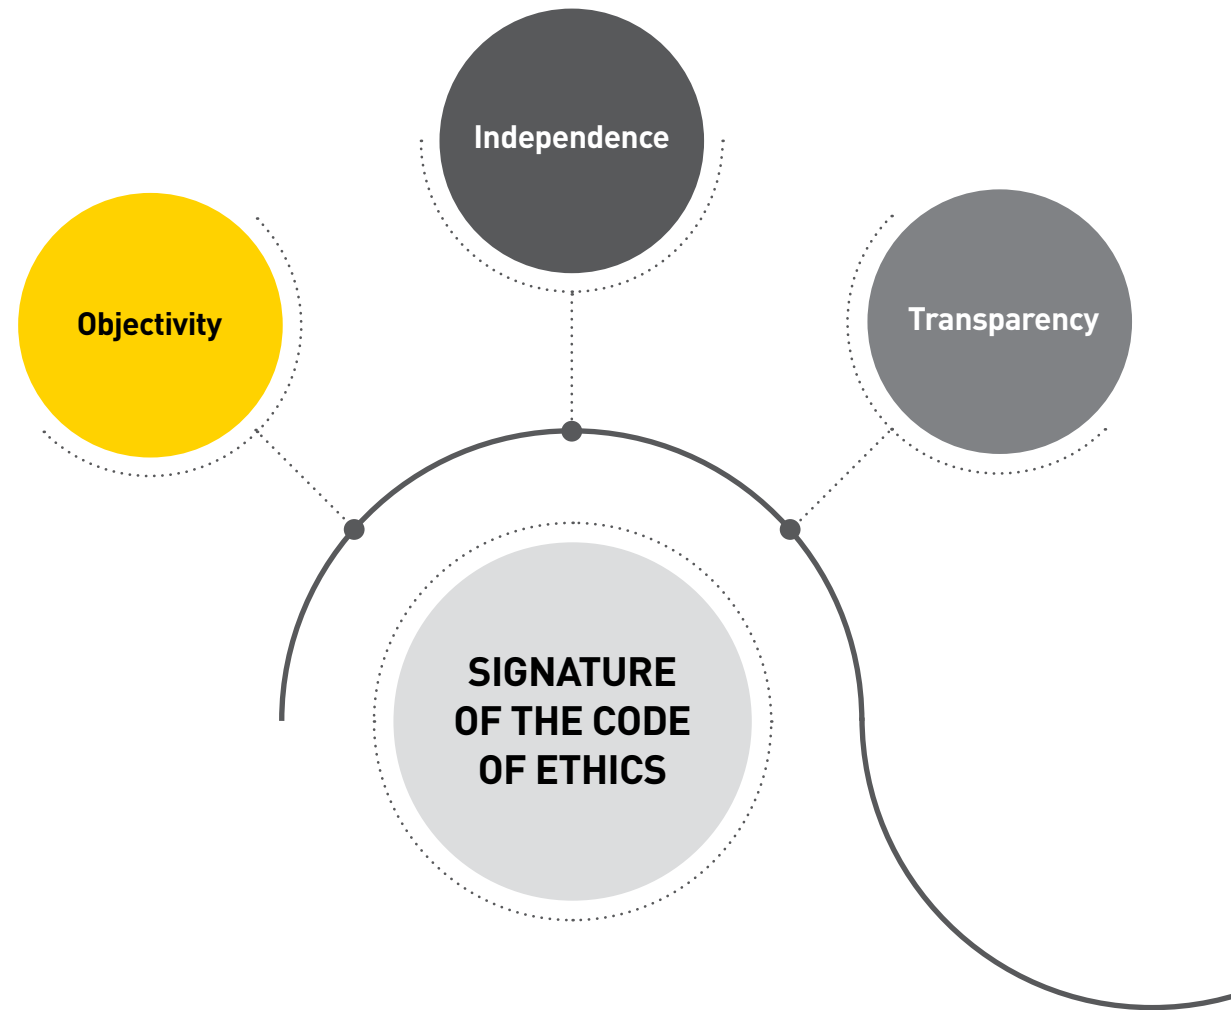 Independence
Objectivity
Transparency
SIGNATURE
OF THE CODE
OF ETHICS